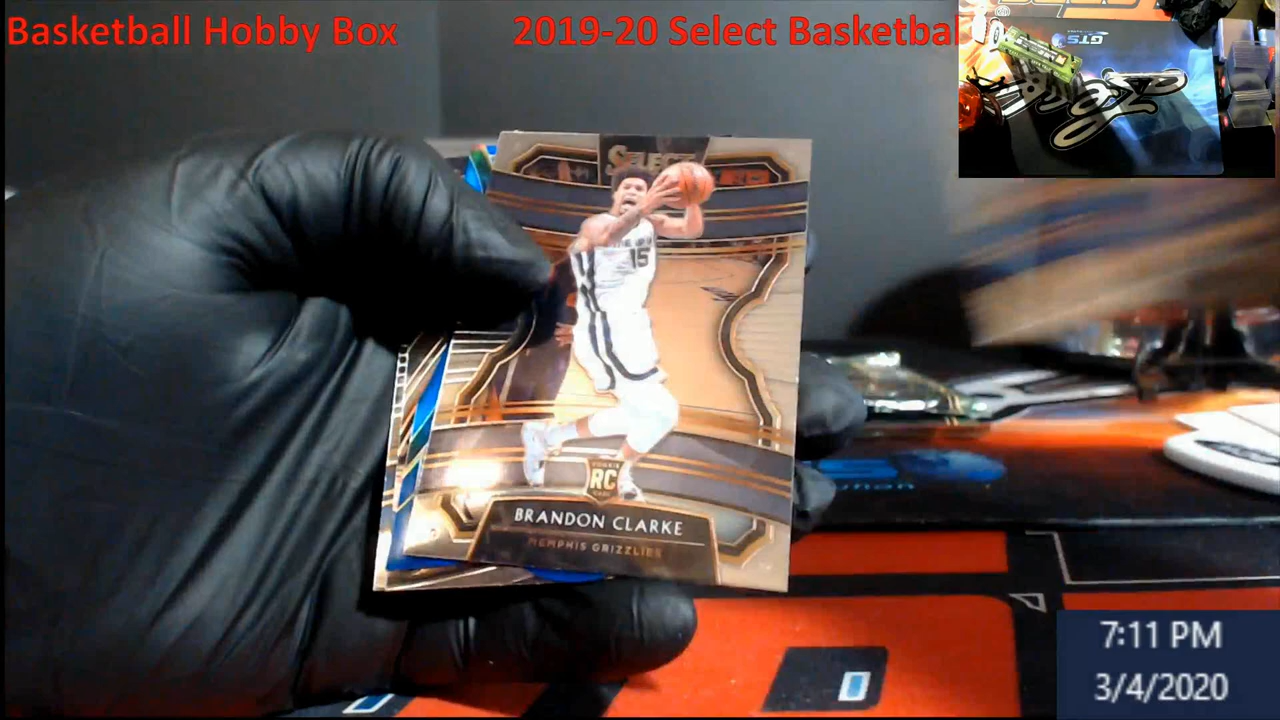 Basketball Hobby Box 2019-20 Select Basketbal
GTS
SELECT
15
RC
BRANDON CLARKE
MEMPHIS GRIZZLIES
7:11 PM
3/4/2020